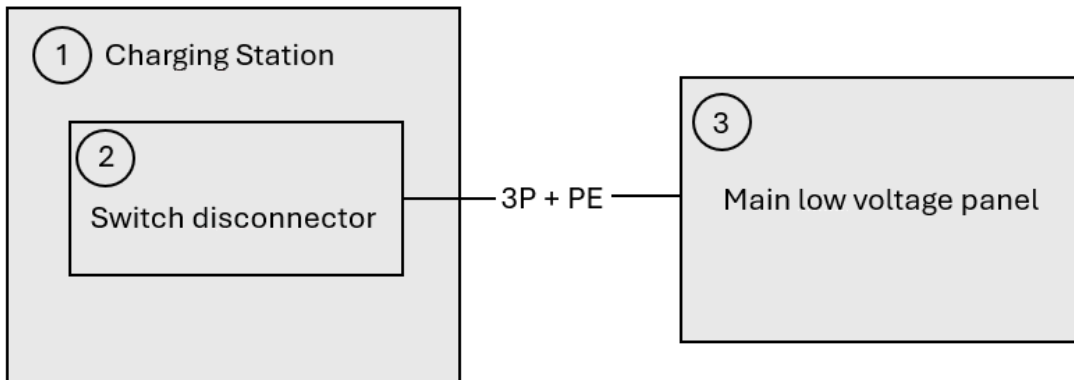 1 Charging Station
2
Switch disconnector
3P + PE
3
Main low voltage panel